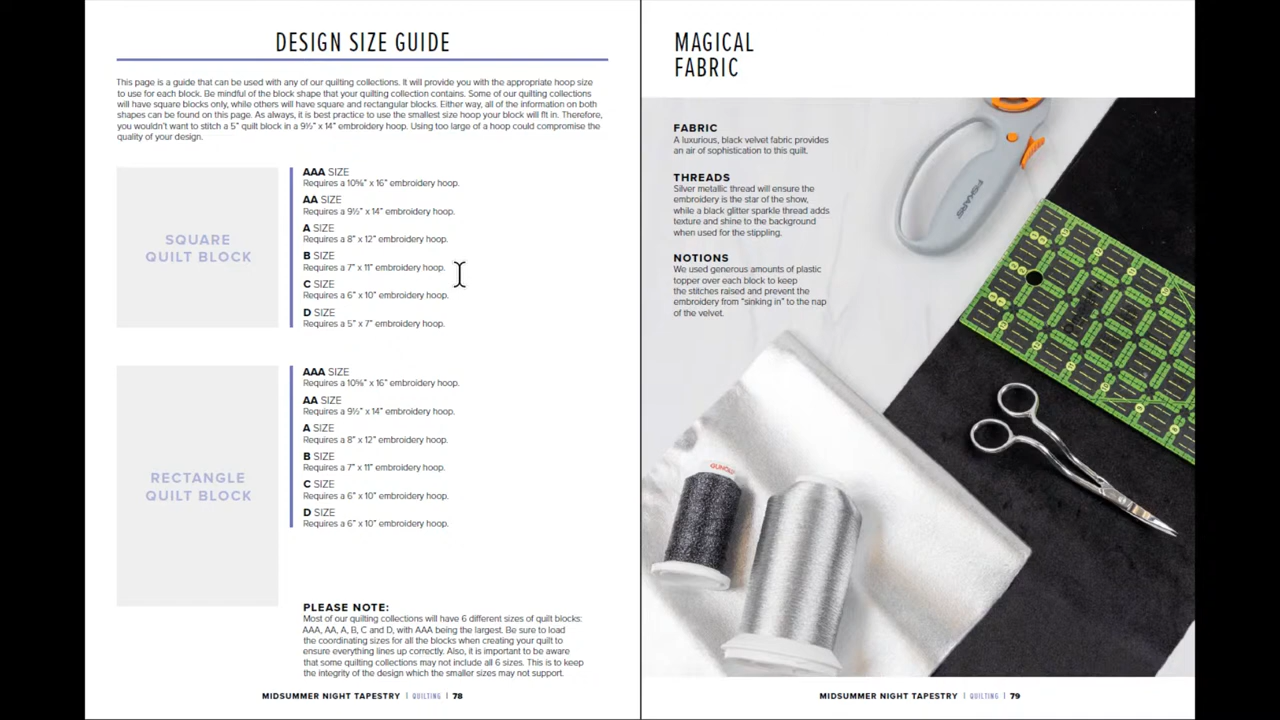 DESIGN SIZE GUIDE
This page is a guide that can be used with any of our quilting collections. It will provide you with the appropriate hoop size
to use for each block. Be mindful of the block shape that your quilting collection contains. Some of our quilting collections
will have square blocks only, while others will have square and rectangular blocks. Either way, all of the information on both
shapes can be found on this page. As always, it is best practice to use the smallest size hoop your block will fit in. Therefore,
you wouldn't want to stitch a 5" quilt block in a 9½" x 14" embroidery hoop. Using too large of a hoop could compromise the
quality of your design.
SQUARE
QUILT BLOCK
AAA SIZE
Requires a 10⅝" x 16" embroidery hoop.
AA SIZE
Requires a 9½" x 14" embroidery hoop.
A SIZE
Requires a 8" x 12" embroidery hoop.
B SIZE
Requires a 7" x 11" embroidery hoop.
C SIZE
Requires a 6" x 10" embroidery hoop.
D SIZE
Requires a 5" x 7" embroidery hoop.
RECTANGLE
QUILT BLOCK
AAA SIZE
Requires a 10⅝" x 16" embroidery hoop.
AA SIZE
Requires a 9½" x 14" embroidery hoop.
A SIZE
Requires a 8" x 12" embroidery hoop.
B SIZE
Requires a 7" x 11" embroidery hoop.
C SIZE
Requires a 6" x 10" embroidery hoop.
D SIZE
Requires a 6" x 10" embroidery hoop.
PLEASE NOTE:
Most of our quilting collections will have 6 different sizes of quilt blocks:
AAA, AA, A, B, C and D, with AAA being the largest. Be sure to load
the coordinating sizes for all the blocks when creating your quilt to
ensure everything lines up correctly. Also, it is important to be aware
that some quilting collections may not include all 6 sizes. This is to keep
the integrity of the design which the smaller sizes may not support.
MIDSUMMER NIGHT TAPESTRY | QUILTING | 78
MAGICAL
FABRIC
FABRIC
A luxurious, black velvet fabric provides
an air of sophistication to this quilt.
THREADS
Silver metallic thread will ensure the
embroidery is the star of the show,
while a black glitter sparkle thread adds
texture and shine to the background
when used for the stippling.
NOTIONS
We used generous amounts of plastic
topper over each block to keep
the stitches raised and prevent the
embroidery from "sinking in" to the nap
of the velvet.
FISKARS
GUNOLD
MIDSUMMER NIGHT TAPESTRY | QUILTING | 79